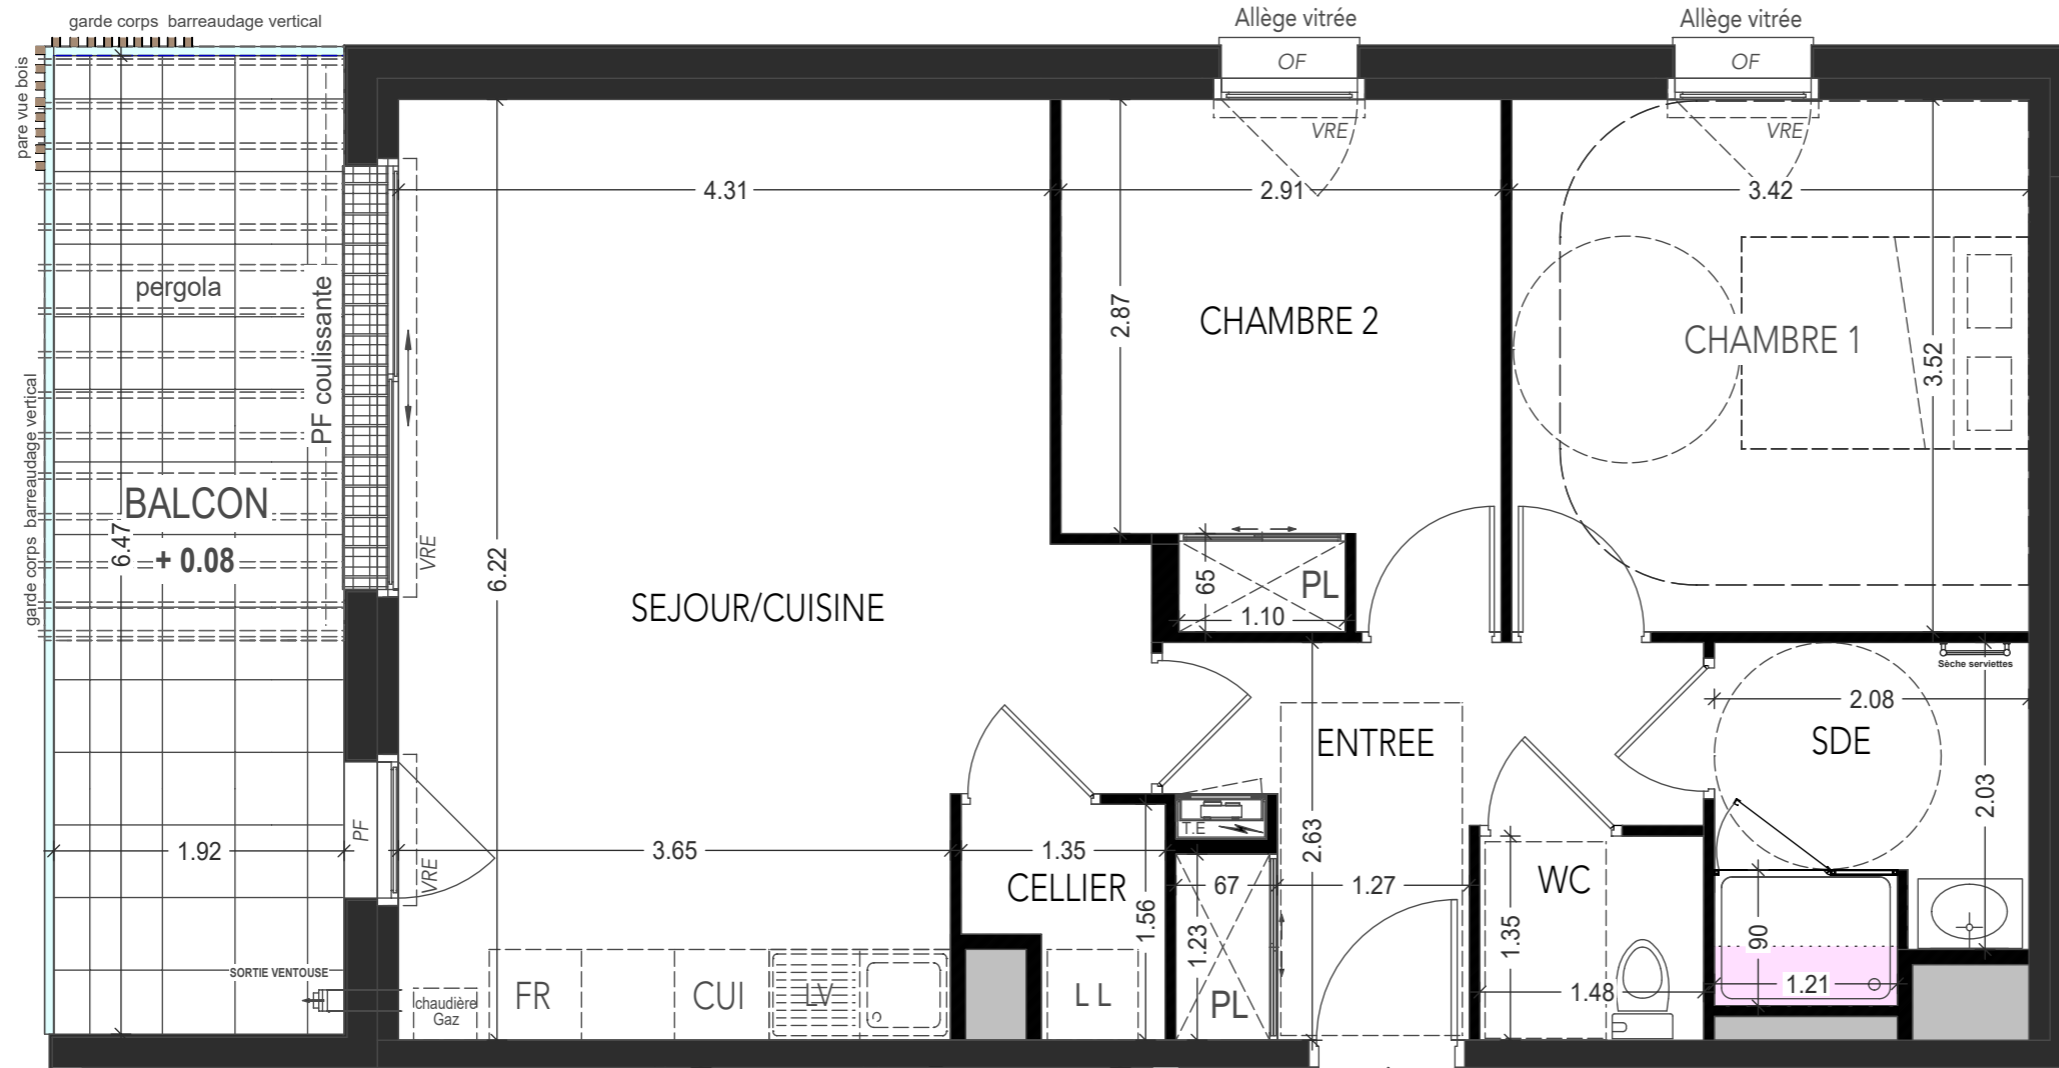 garde corps  barreaudage vertical
Allège vitrée
Allège vitrée
OF
OF
pare vue bois
VRE
VRE
4.31
2.91
3.42
pergola
PF coulissante
2.87
CHAMBRE 2
CHAMBRE 1
3.52
garde corps  barreaudage vertical
BALCON
6.47
+ 0.08
VRE
6.22
SEJOUR/CUISINE
65
PL
1.10
Sèche serviettes
2.08
ENTREE
SDE
2.03
PF
1.92
VRE
3.65
1.35
T.E
2.63
CELLIER
67
1.27
WC
1.56
1.23
1.35
90
SORTIE VENTOUSE
chaudière
Gaz
FR
CUI
LV
L L
PL
1.48
1.21